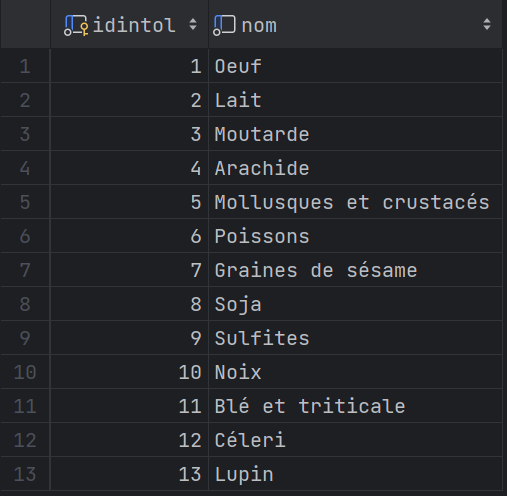 idintol nom
1 1 Oeuf
2 2 Lait
3 3 Moutarde
4 4 Arachide
5 5 Mollusques et crustacés
6 6 Poissons
7 7 Graines de sésame
8 8 Soja
9 9 Sulfites
10 10 Noix
11 11 Blé et triticale
12 12 Céleri
13 13 Lupin